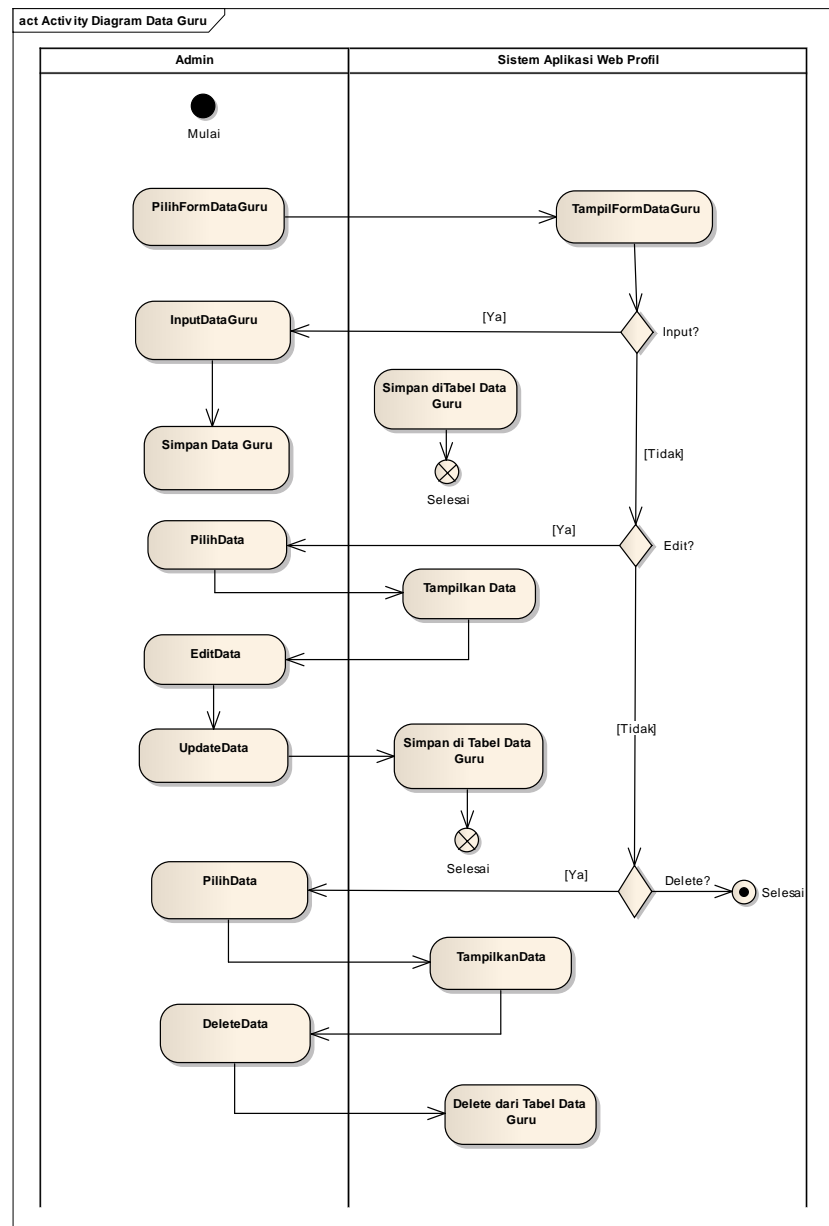 act Activity Diagram Data Guru
Admin
Sistem Aplikasi Web Profil
Mulai
PilihFormDataGuru
TampilFormDataGuru
InputDataGuru
[Ya]
Input?
Simpan diTabel Data
Guru
Simpan Data Guru
[Tidak]
Selesai
PilihData
[Ya]
Edit?
Tampilkan Data
EditData
UpdateData
Simpan di Tabel Data
Guru
[Tidak]
Selesai
PilihData
[Ya]
Delete?
Selesai
TampilkanData
DeleteData
Delete dari Tabel Data
Guru